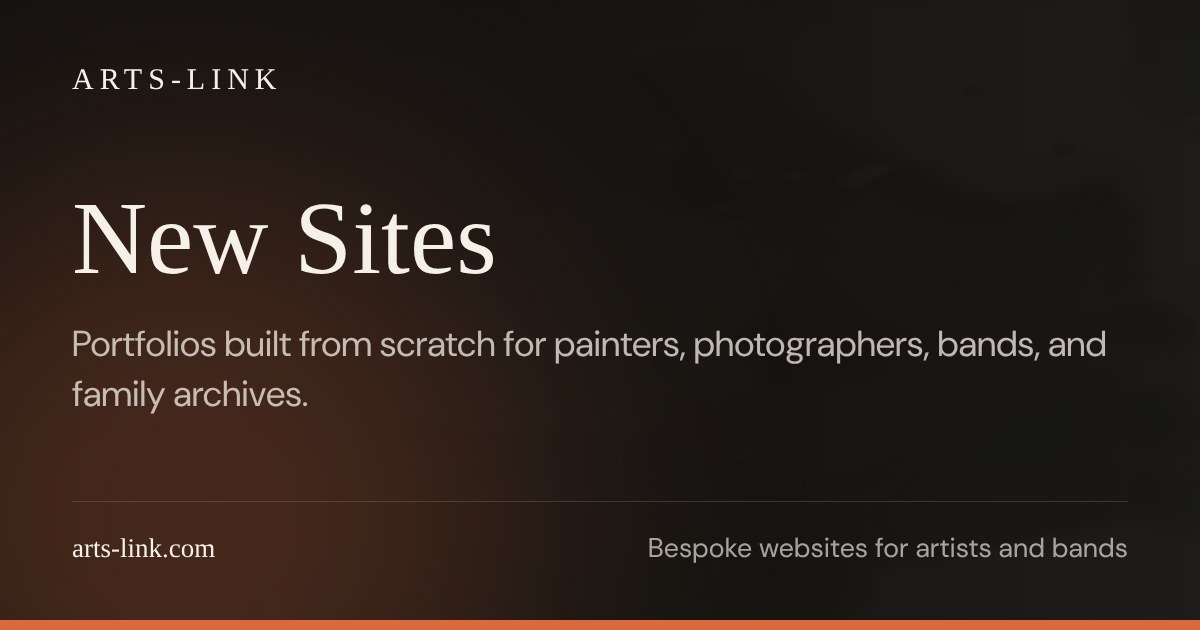 ARTS-LINK
New Sites
Portfolios built from scratch for painters, photographers, bands, and
family archives.
arts-link.com
Bespoke websites for artists and bands